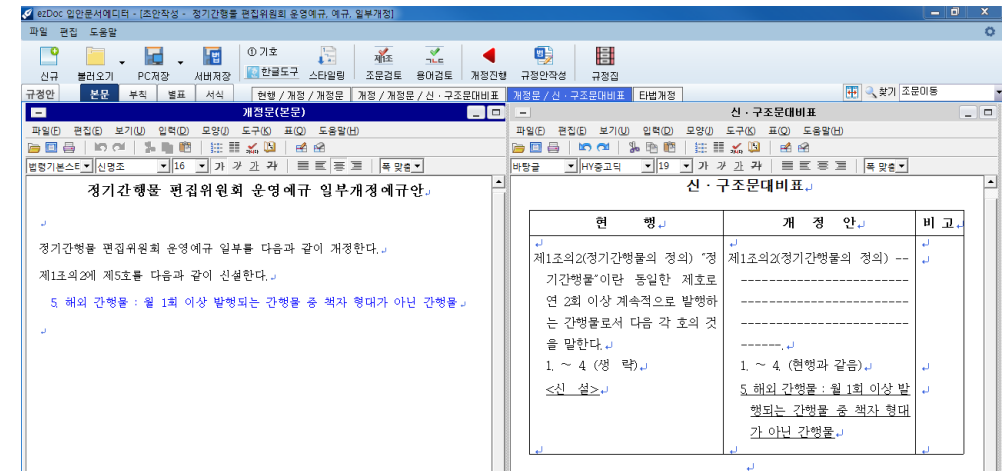 ezDoc 입안문서에디터 - [초안작성 - 정기간행물 편집위원회 운영예규, 예규, 일부개정]
파일 편집 도움말
① 기호
신규 불러오기 PC저장 서버저장 한글도구 스타일링 조문검토 용어검토 개정진행 규정안작성 규정집
규정안 본문 부칙 별표 서식 현행 / 개정 / 개정문 개정 / 개정문 / 신 · 구조문대비표 개정문 / 신 · 구조문대비표 타법개정 찾기 조문이동
개정문(본문)
파일(F) 편집(E) 보기(U) 입력(D) 모양(J) 도구(K) 표(Q) 도움말(H)
법령기본스타 신명조 16 가 가 가 가 폭 맞춤
정기간행물 편집위원회 운영예규 일부개정예규안
정기간행물 편집위원회 운영예규 일부를 다음과 같이 개정한다.
제1조의2에 제5호를 다음과 같이 신설한다.
5. 해외 간행물 : 월 1회 이상 발행되는 간행물 중 책자 형태가 아닌 간행물
신 · 구조문대비표
파일(F) 편집(E) 보기(U) 입력(D) 모양(J) 도구(K) 표(Q) 도움말(H)
바탕글 HY중고딕 19 가 가 가 가 폭 맞춤
신 · 구조문대비표
현 행
제1조의2(정기간행물의 정의) "정
기간행물"이란 동일한 제호로
연 2회 이상 계속적으로 발행하
는 간행물로서 다음 각 호의 것
을 말한다.
1. ~ 4. (생 략)
<신 설>
개 정 안
제1조의2(정기간행물의 정의) --
------------------------
------------------------
------------------------
------.
1. ~ 4. (현행과 같음)
5. 해외 간행물 : 월 1회 이상 발
행되는 간행물 중 책자 형태
가 아닌 간행물
비 고